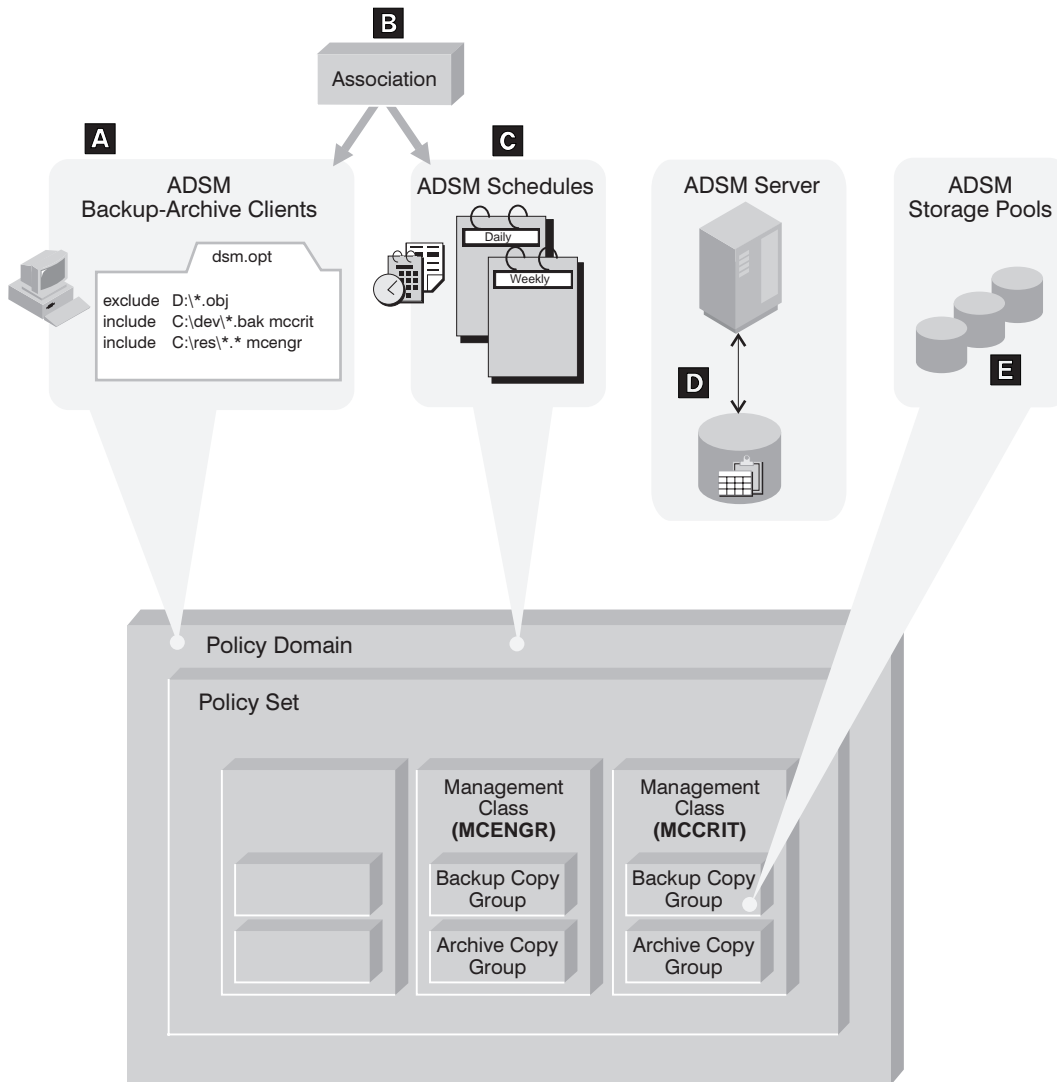 B
Association
A
ADSM
Backup-Archive Clients
dsm.opt
exclude D:\*.obj
include C:\dev\*.bak mccrit
include C:\res\*.* mcengr
C
ADSM Schedules
Daily
Weekly
ADSM Server
D
ADSM
Storage Pools
E
Policy Domain
Policy Set
Management
Class
(MCENGR)
Backup Copy
Group
Archive Copy
Group
Management
Class
(MCCRIT)
Backup Copy
Group
Archive Copy
Group